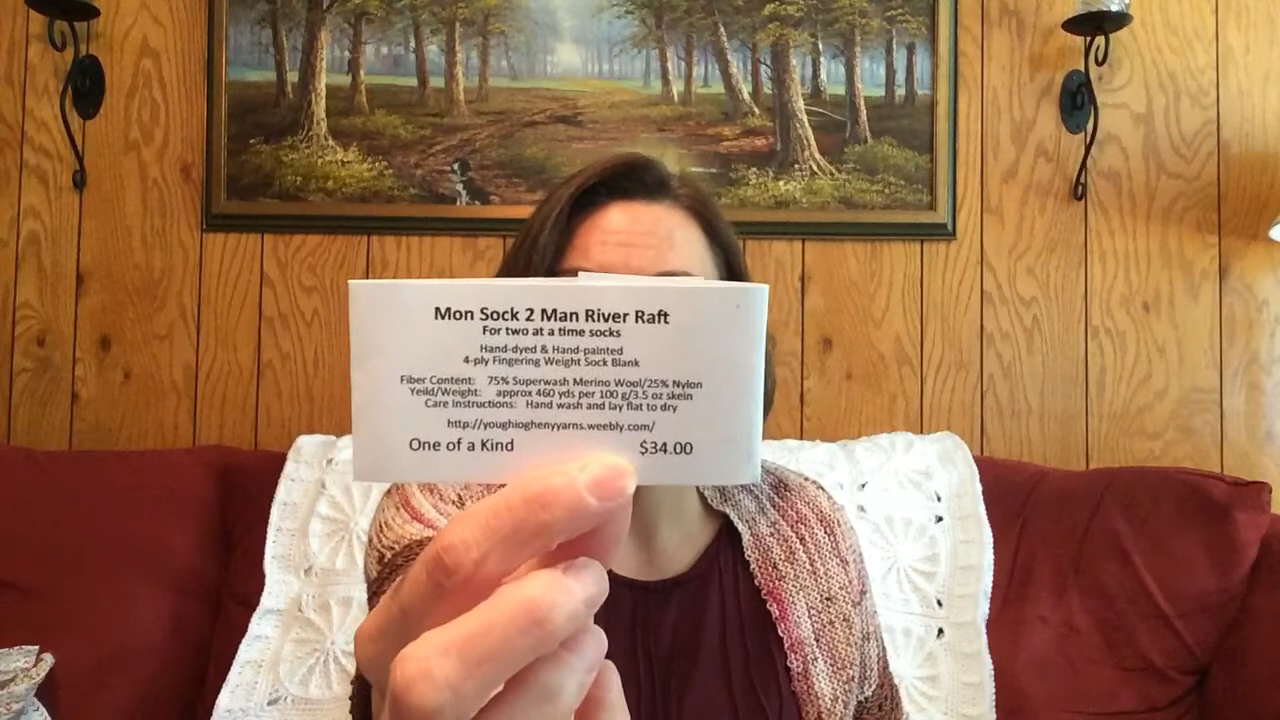 Mon Sock 2 Man River Raft
For two at a time socks
Hand-dyed & Hand-painted
4-ply Fingering Weight Sock Blank
Fiber Content: 75% Superwash Merino Wool/25% Nylon
Yeild/Weight: approx 460 yds per 100 g/3.5 oz skein
Care Instructions: Hand wash and lay flat to dry
http://youghioghenyyarns.weebly.com/
One of a Kind $34.00